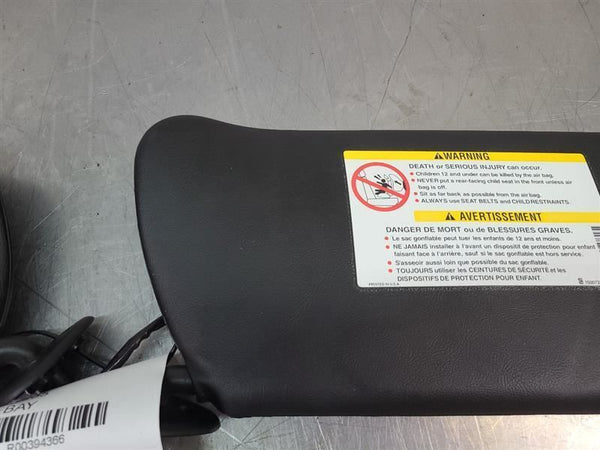 WARNING
DEATH or SERIOUS INJURY can occur.
• Children 12 and under can be killed by the air bag.
• NEVER put a rear-facing child seat in the front unless air
bag is off.
• Sit as far back as possible from the air bag.
• ALWAYS use SEAT BELTS and CHILD RESTRAINTS.
AVERTISSEMENT
DANGER DE MORT ou de BLESSURES GRAVES.
• Le sac gonflable peut tuer les enfants de 12 ans et moins.
• NE JAMAIS installer à l'avant un dispositif de protection pour enfant
faisant face à l'arrière, sauf si le sac gonflable est hors service.
• S'asseoir aussi loin que possible du sac gonflable.
• TOUJOURS utiliser les CEINTURES DE SÉCURITÉ et les
DISPOSITIFS DE PROTECTION POUR ENFANT.
PRINTED IN U.S.A.
BAY
R00394366